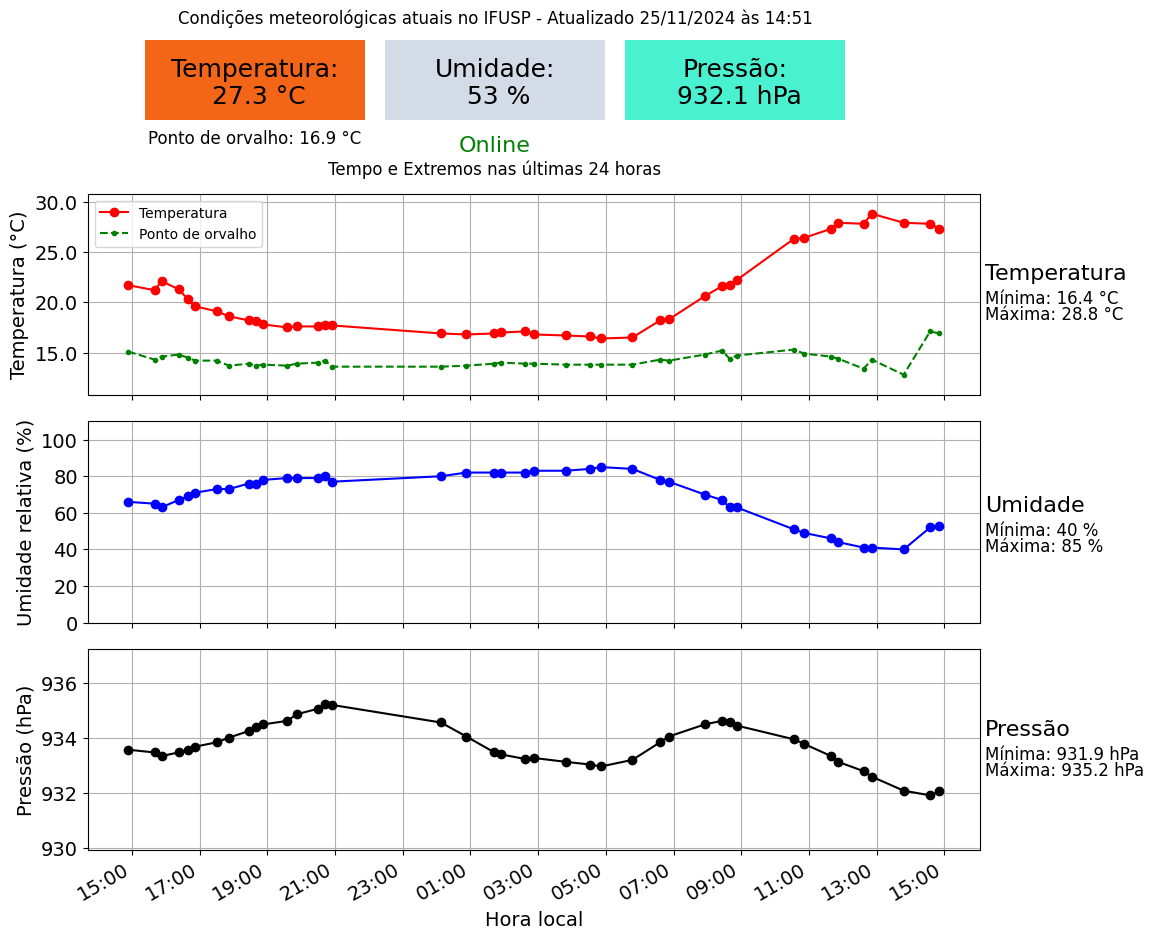 Condições meteorológicas atuais no IFUSP - Atualizado 25/11/2024 às 14:51
Temperatura:
27.3 °C
Umidade:
53 %
Pressão:
932.1 hPa
Ponto de orvalho: 16.9 °C
Online
Tempo e Extremos nas últimas 24 horas
Temperatura (°C)
30.0
25.0
20.0
15.0
Temperatura
Ponto de orvalho
Temperatura
Mínima: 16.4 °C
Máxima: 28.8 °C
Umidade relativa (%)
100
80
60
40
20
0
Umidade
Mínima: 40 %
Máxima: 85 %
Pressão (hPa)
936
934
932
930
Pressão
Mínima: 931.9 hPa
Máxima: 935.2 hPa
15:00 17:00 19:00 21:00 23:00 01:00 03:00 05:00 07:00 09:00 11:00 13:00 15:00
Hora local